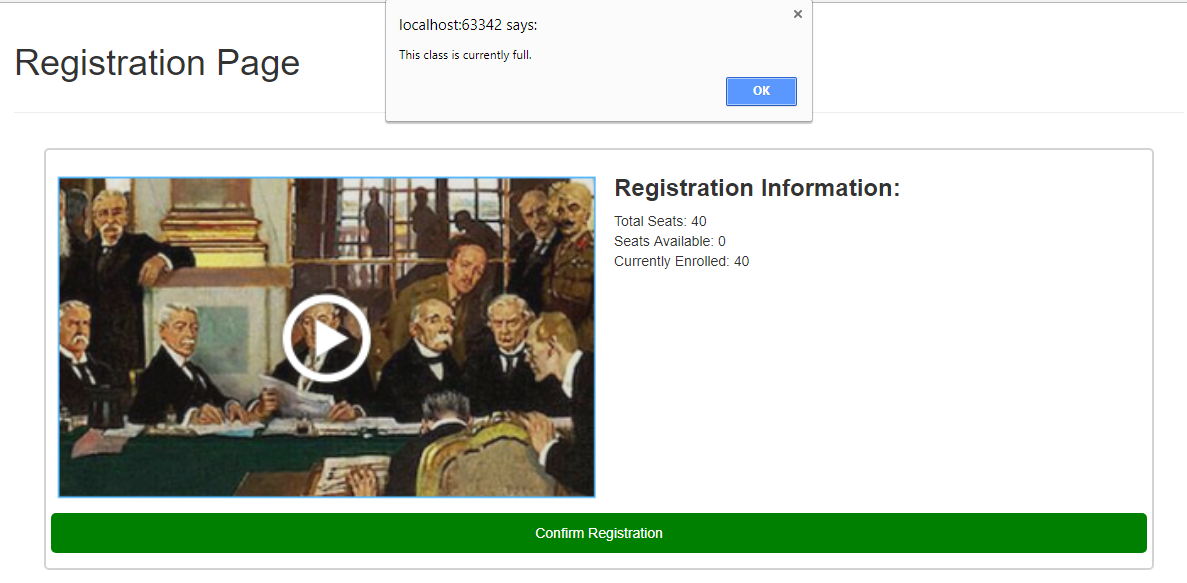 localhost:63342 says:
This class is currently full.
OK
Registration Page
Registration Information:
Total Seats: 40
Seats Available: 0
Currently Enrolled: 40
Confirm Registration